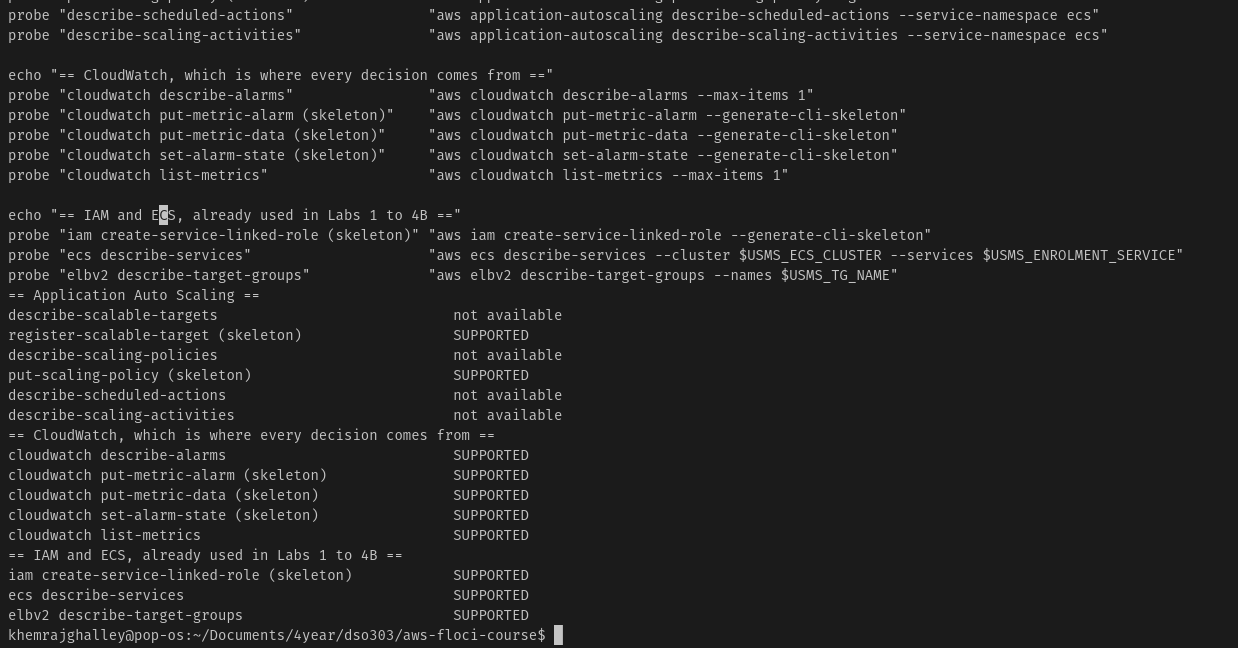 probe "describe-scheduled-actions" "aws application-autoscaling describe-scheduled-actions --service-namespace ecs"
probe "describe-scaling-activities" "aws application-autoscaling describe-scaling-activities --service-namespace ecs"
echo "== CloudWatch, which is where every decision comes from =="
probe "cloudwatch describe-alarms" "aws cloudwatch describe-alarms --max-items 1"
probe "cloudwatch put-metric-alarm (skeleton)" "aws cloudwatch put-metric-alarm --generate-cli-skeleton"
probe "cloudwatch put-metric-data (skeleton)" "aws cloudwatch put-metric-data --generate-cli-skeleton"
probe "cloudwatch set-alarm-state (skeleton)" "aws cloudwatch set-alarm-state --generate-cli-skeleton"
probe "cloudwatch list-metrics" "aws cloudwatch list-metrics --max-items 1"
echo "== IAM and ECS, already used in Labs 1 to 4B =="
probe "iam create-service-linked-role (skeleton)" "aws iam create-service-linked-role --generate-cli-skeleton"
probe "ecs describe-services" "aws ecs describe-services --cluster $USMS_ECS_CLUSTER --services $USMS_ENROLMENT_SERVICE"
probe "elbv2 describe-target-groups" "aws elbv2 describe-target-groups --names $USMS_TG_NAME"
== Application Auto Scaling ==
describe-scalable-targets not available
register-scalable-target (skeleton) SUPPORTED
describe-scaling-policies not available
put-scaling-policy (skeleton) SUPPORTED
describe-scheduled-actions not available
describe-scaling-activities not available
== CloudWatch, which is where every decision comes from ==
cloudwatch describe-alarms SUPPORTED
cloudwatch put-metric-alarm (skeleton) SUPPORTED
cloudwatch put-metric-data (skeleton) SUPPORTED
cloudwatch set-alarm-state (skeleton) SUPPORTED
cloudwatch list-metrics SUPPORTED
== IAM and ECS, already used in Labs 1 to 4B ==
iam create-service-linked-role (skeleton) SUPPORTED
ecs describe-services SUPPORTED
elbv2 describe-target-groups SUPPORTED
khemrajghalley@pop-os:~/Documents/4year/dso303/aws-floci-course$